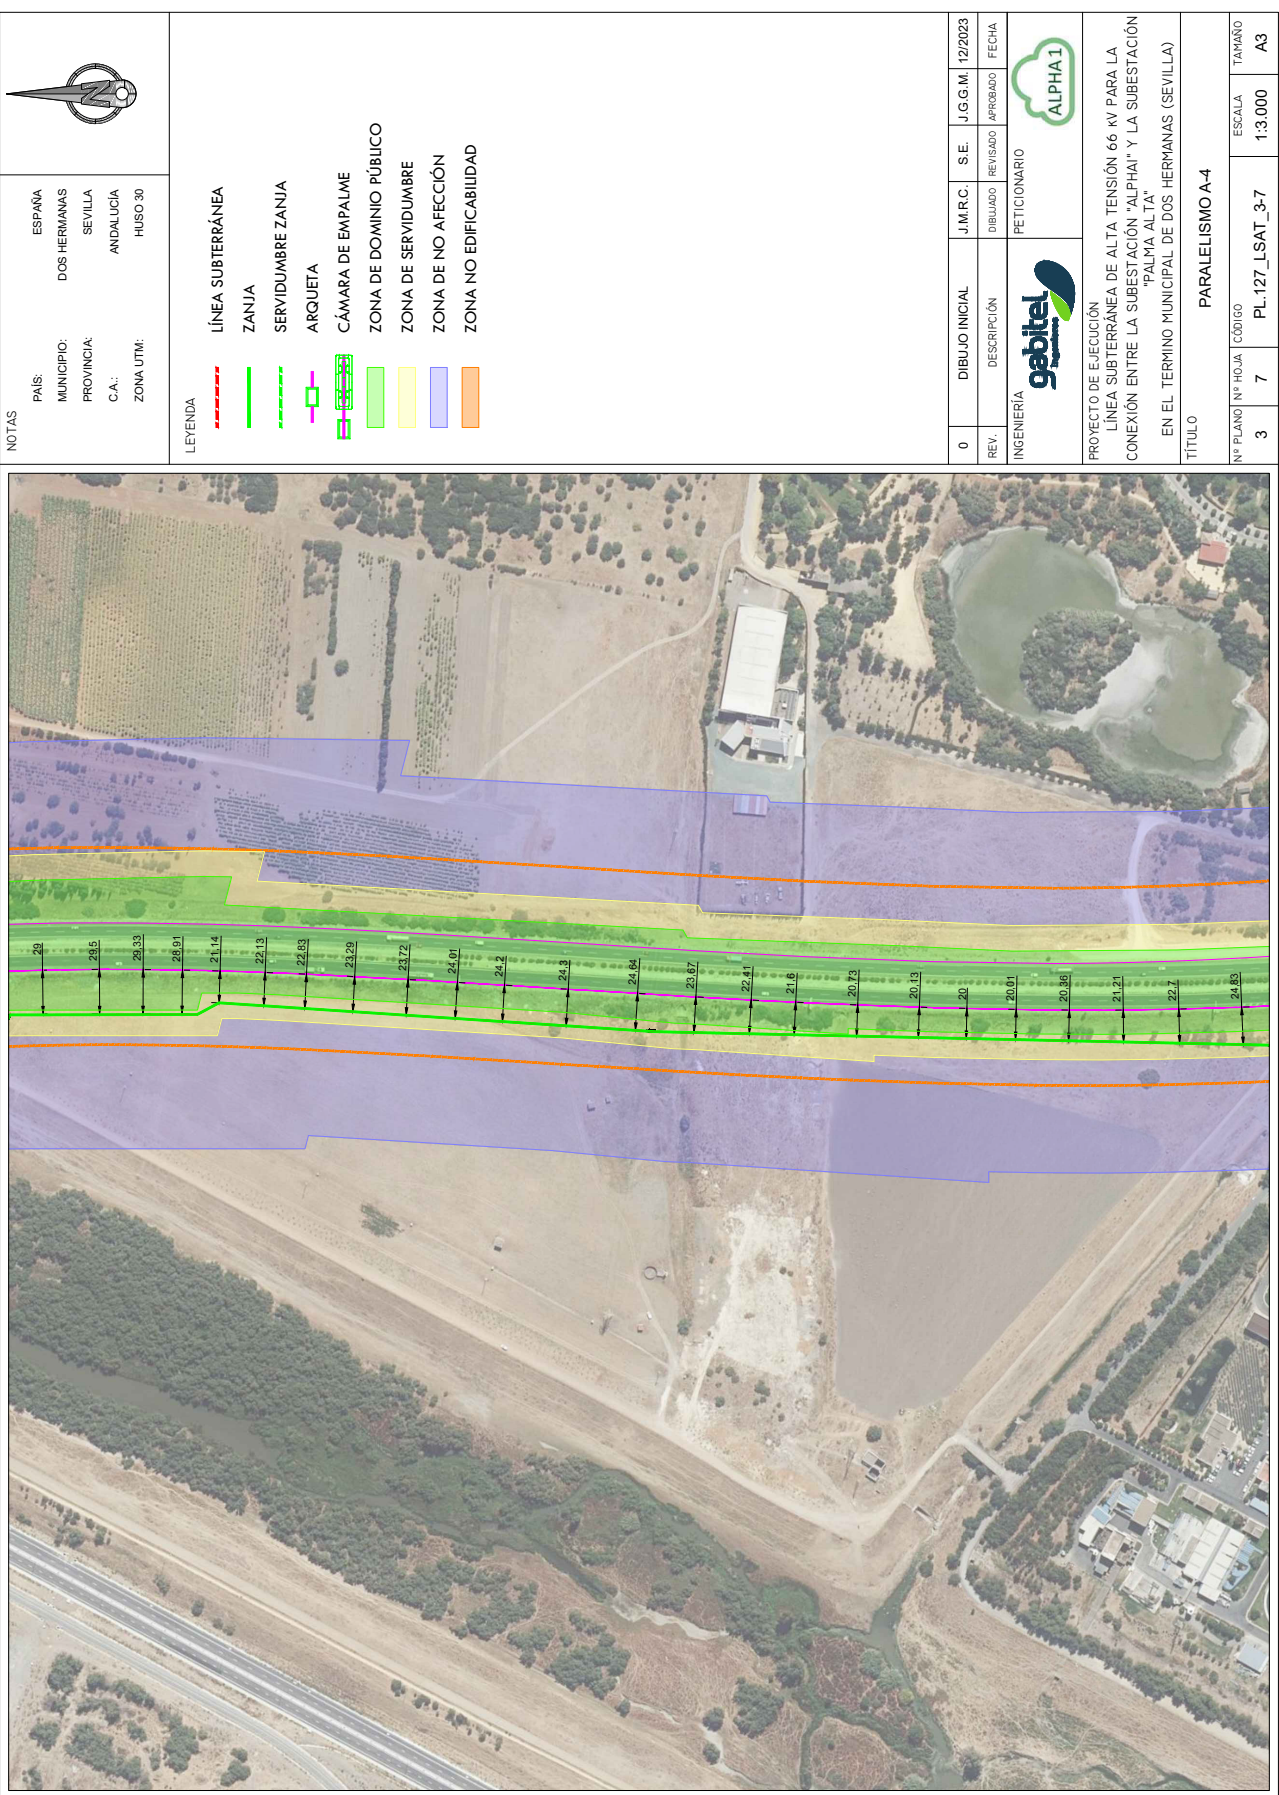 NOTAS
PAÍS: ESPAÑA
MUNICIPIO: DOS HERMANAS
PROVINCIA: SEVILLA
C.A.: ANDALUCÍA
ZONA UTM: HUSO 30
N
LEYENDA
LÍNEA SUBTERRÁNEA
ZANJA
SERVIDUMBRE ZANJA
ARQUETA
CÁMARA DE EMPALME
ZONA DE DOMINIO PÚBLICO
ZONA DE SERVIDUMBRE
ZONA DE NO AFECCIÓN
ZONA NO EDIFICABILIDAD
0 DIBUJO INICIAL J.M.R.C. S.E. J.G.G.M. 12/2023
REV. DESCRIPCIÓN DIBUJADO REVISADO APROBADO FECHA
INGENIERÍA
gabitel
Ingenieros
PETICIONARIO
ALPHA1
PROYECTO DE EJECUCIÓN
LÍNEA SUBTERRÁNEA DE ALTA TENSIÓN 66 KV PARA LA
CONEXIÓN ENTRE LA SUBESTACIÓN "ALPHAI" Y LA SUBESTACIÓN
"PALMA ALTA"
EN EL TERMINO MUNICIPAL DE DOS HERMANAS (SEVILLA)
TÍTULO
PARALELISMO A-4
Nº PLANO
3
Nº HOJA
7
CÓDIGO
PL.127_LSAT_3-7
ESCALA
1:3.000
TAMAÑO
A3
29
29,5
29,33
28,91
21,14
22,13
22,83
23,29
23,72
24,01
24,2
24,3
24,64
23,67
22,41
21,6
20,73
20,13
20
20,01
20,36
21,21
22,7
24,83